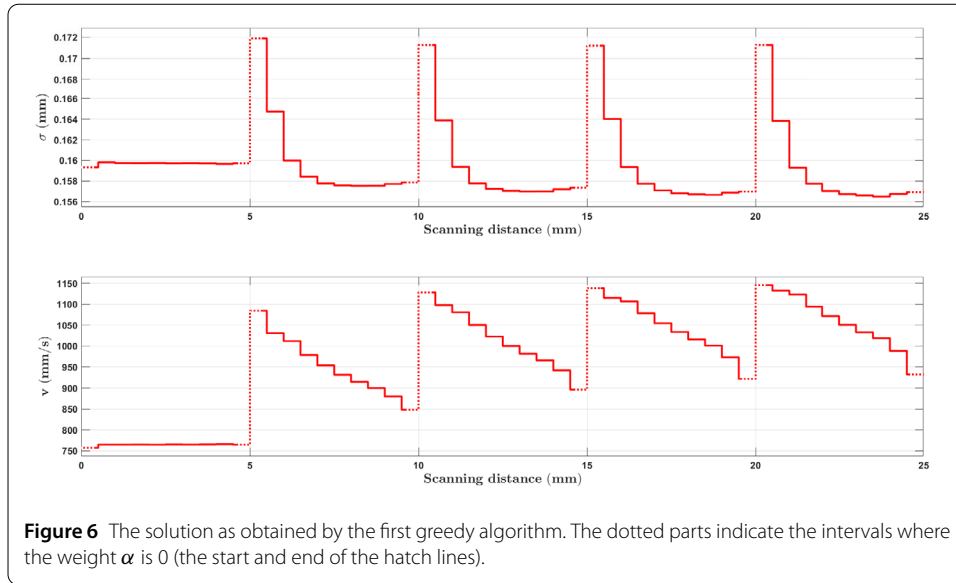 0.172
0.17
0.168
0.166
0.164
0.162
0.16
0.158
0.156
σ (mm)
0 5 10 15 20 25
Scanning distance (mm)
1150
1100
1050
1000
950
900
850
800
750
v (mm/s)
0 5 10 15 20 25
Scanning distance (mm)
Figure 6 The solution as obtained by the first greedy algorithm. The dotted parts indicate the intervals where
the weight α is 0 (the start and end of the hatch lines).